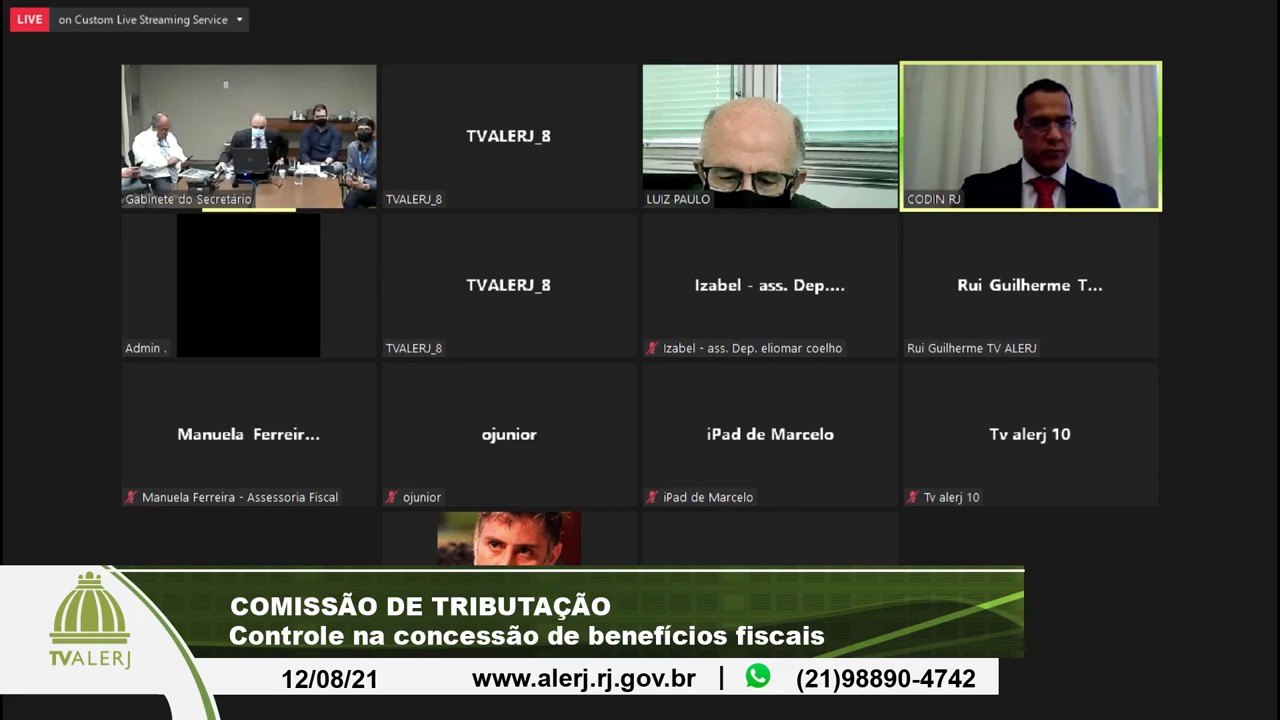 LIVE on Custom Live Streaming Service
Gabinete do Secretário
TVALERJ_8
TVALERJ_8
LUIZ PAULO
CODIN RJ
Admin .
TVALERJ_8
TVALERJ_8
Izabel - ass. Dep....
Izabel - ass. Dep. eliomar coelho
Rui Guilherme T...
Rui Guilherme TV ALERJ
Manuela Ferreir...
Manuela Ferreira - Assessoria Fiscal
ojunior
ojunior
iPad de Marcelo
iPad de Marcelo
Tv alerj 10
Tv alerj 10
TVALERJ
COMISSÃO DE TRIBUTAÇÃO
Controle na concessão de benefícios fiscais
12/08/21 www.alerj.rj.gov.br | (21)98890-4742